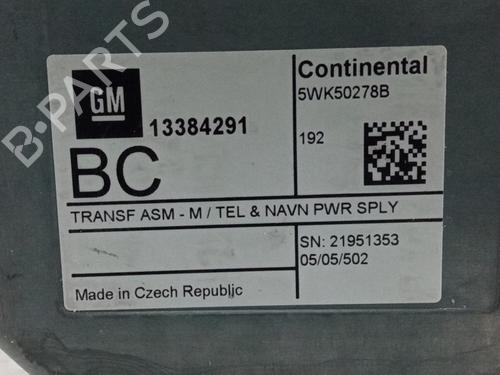 GM
13384291
BC
Continental
5WK50278B
192
TRANSF ASM - M / TEL & NAVN PWR SPLY
SN: 21951353
05/05/502
Made in Czech Republic
B-PARTS